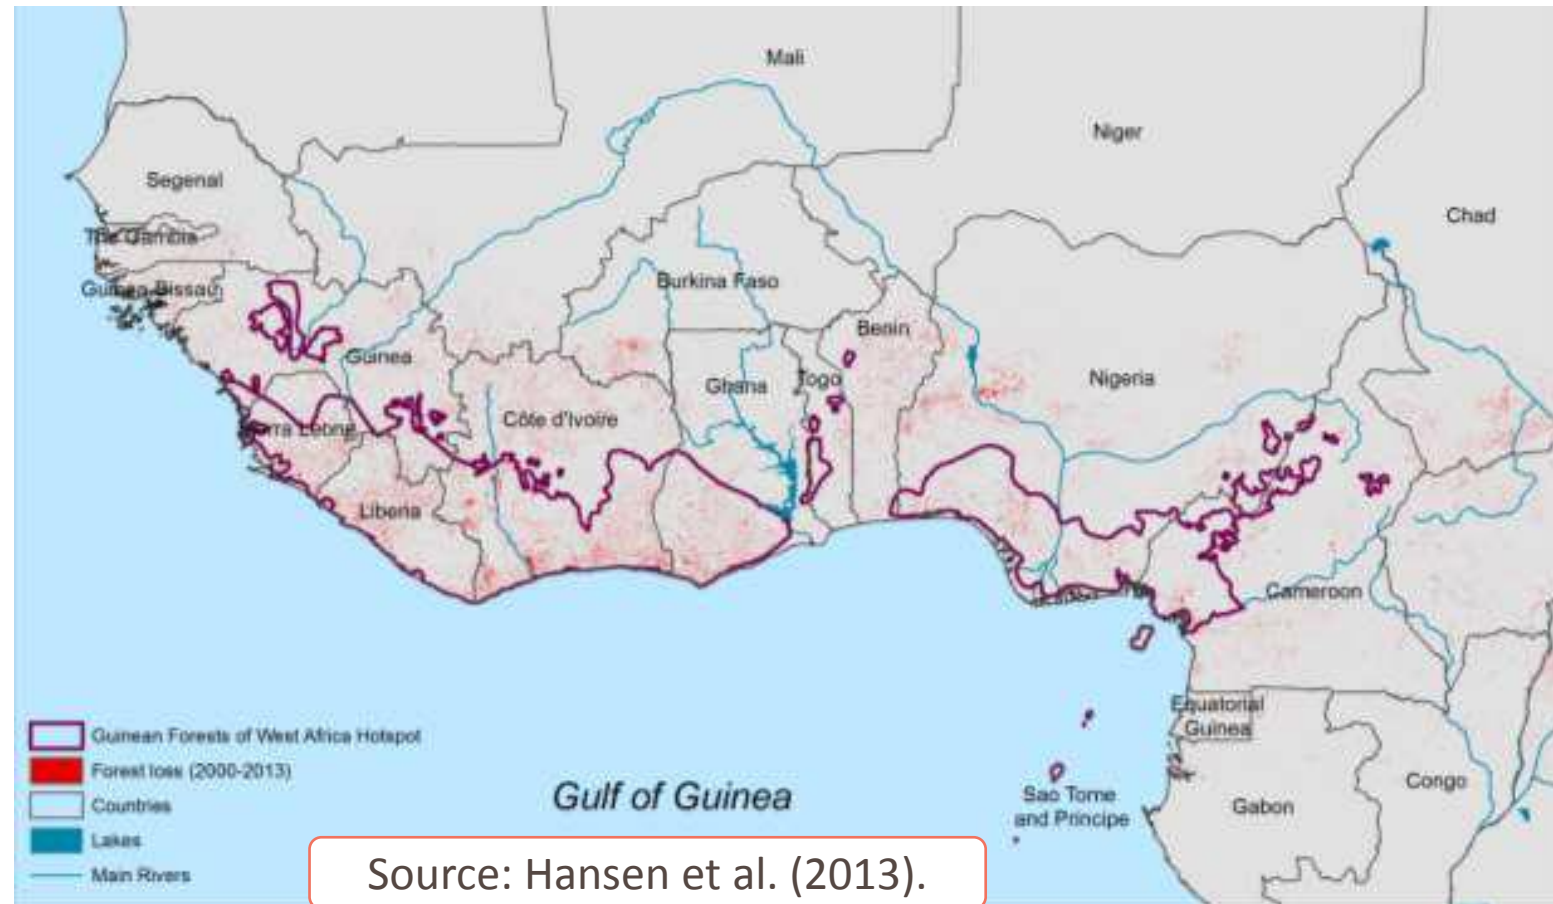 Mali
Niger
Segenal
Chad
The Gambia
Guinea-Bissau
Burkina Faso
Benin
Guinea
Ghana
Togo
Nigeria
Côte d'Ivoire
Leone
Liberia
Cameroon
Equatorial
Guinea
Guinean Forests of West Africa Hotspot
Forest loss (2000-2013)
Countries
Lakes
Main Rivers
Gulf of Guinea
Sao Tome
and Principe
Gabon
Congo
Source: Hansen et al. (2013).